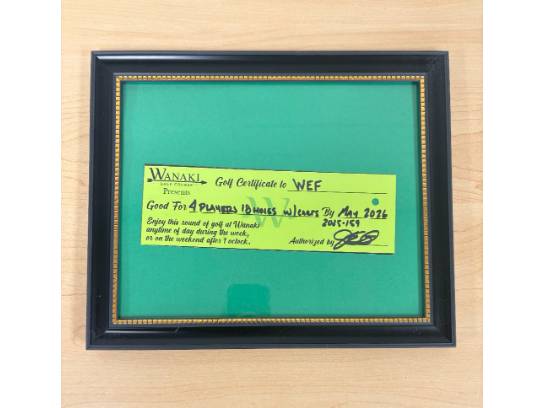 WANAKI
GOLF COURSE
Presents
Golf Certificate to WEF
Good For 4 PLAYERS 18 HOLES W/CARTS By MAY 2026
2025-159
Enjoy this round of golf at Wanaki
anytime of day during the week,
or on the weekend after 1 oclock.
Authorized by
W